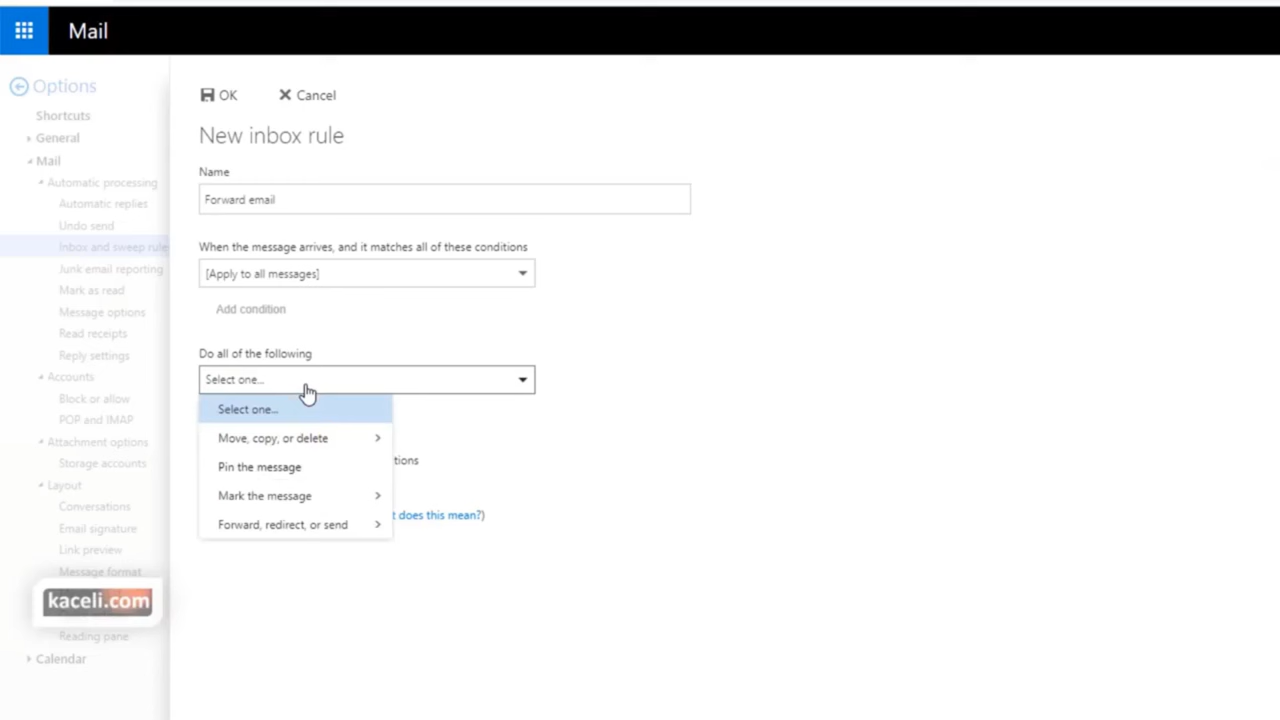 Mail
Options
Shortcuts
General
Mail
Automatic processing
Automatic replies
Undo send
Inbox and sweep rule
Junk email reporting
Mark as read
Message options
Read receipts
Reply settings
Accounts
Block or allow
POP and IMAP
Attachment options
Storage accounts
Layout
Conversations
Email signature
Link preview
Message format
kaceli.com
Reading pane
Calendar
OK
Cancel
New inbox rule
Name
Forward email
When the message arrives, and it matches all of these conditions
[Apply to all messages]
Add condition
Do all of the following
Select one...
Select one...
Move, copy, or delete
Pin the message
tions
Mark the message
t does this mean?)
Forward, redirect, or send